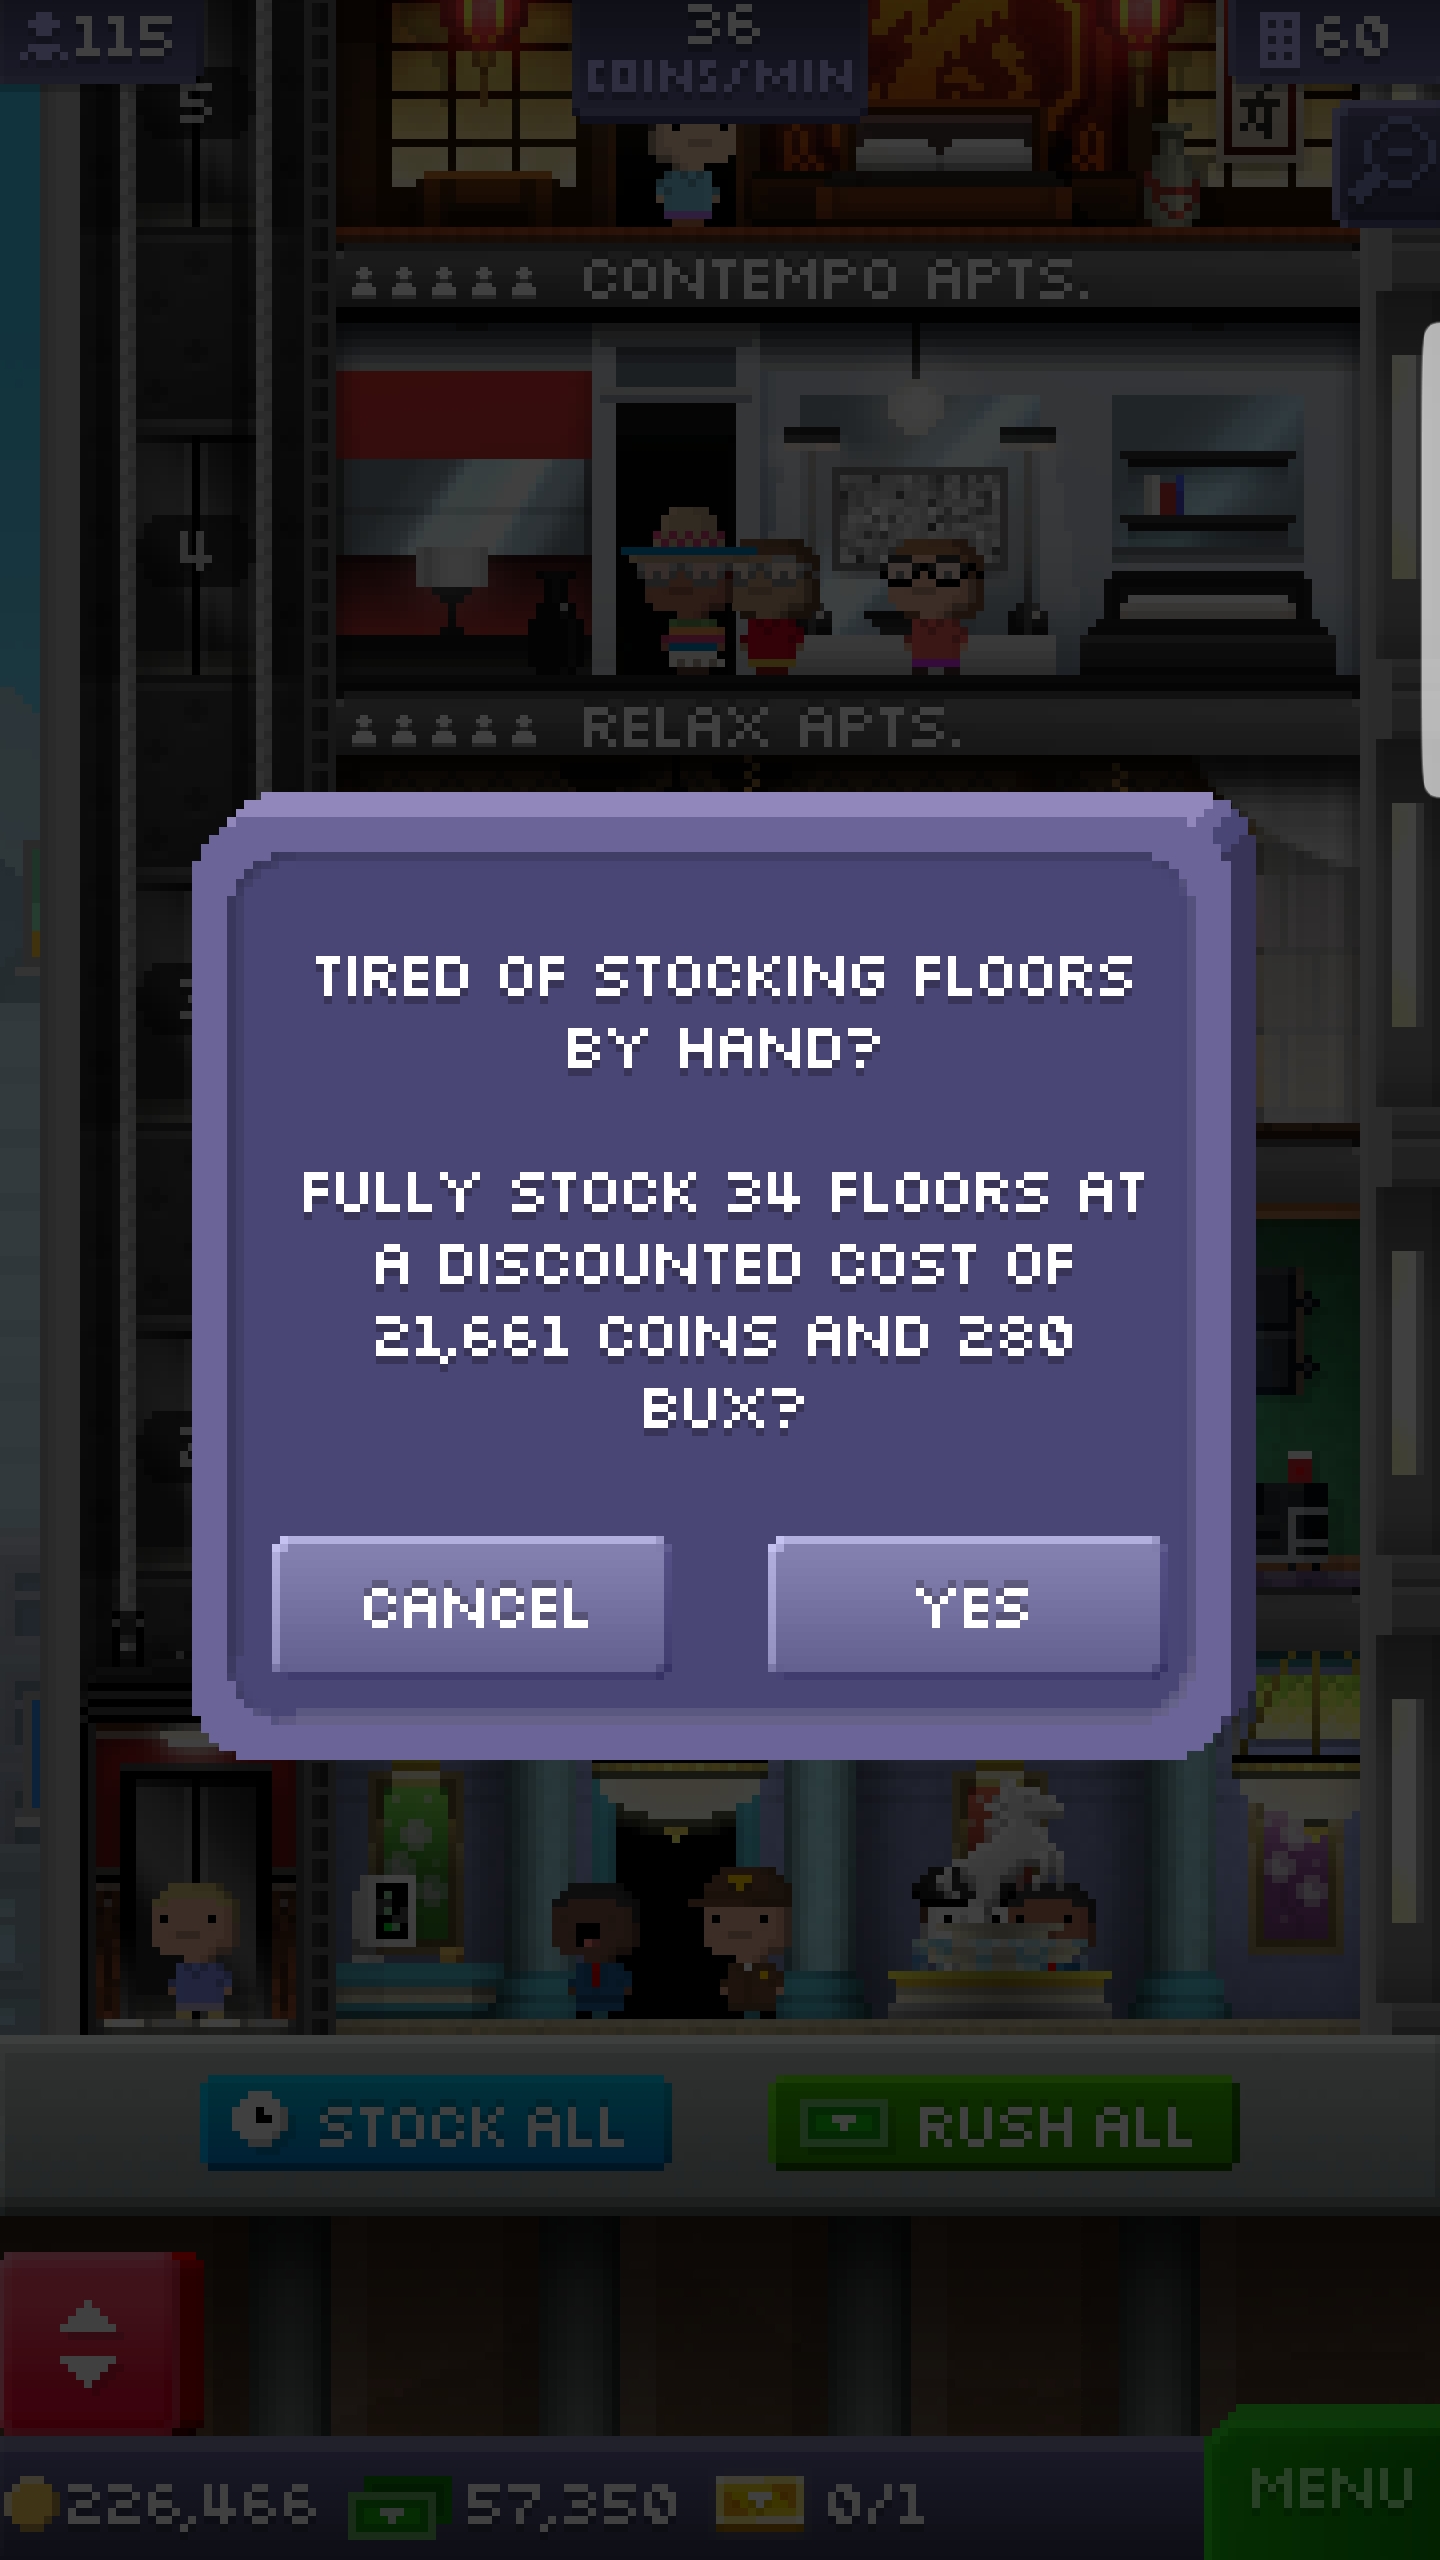 115
36
COINS/MIN
60
5
CONTEMPO APTS.
4
RELAX APTS.
TIRED OF STOCKING FLOORS
BY HAND?
FULLY STOCK 34 FLOORS AT
A DISCOUNTED COST OF
21,661 COINS AND 280
BUX?
CANCEL
YES
STOCK ALL
RUSH ALL
226,466
57,350
0/1
MENU